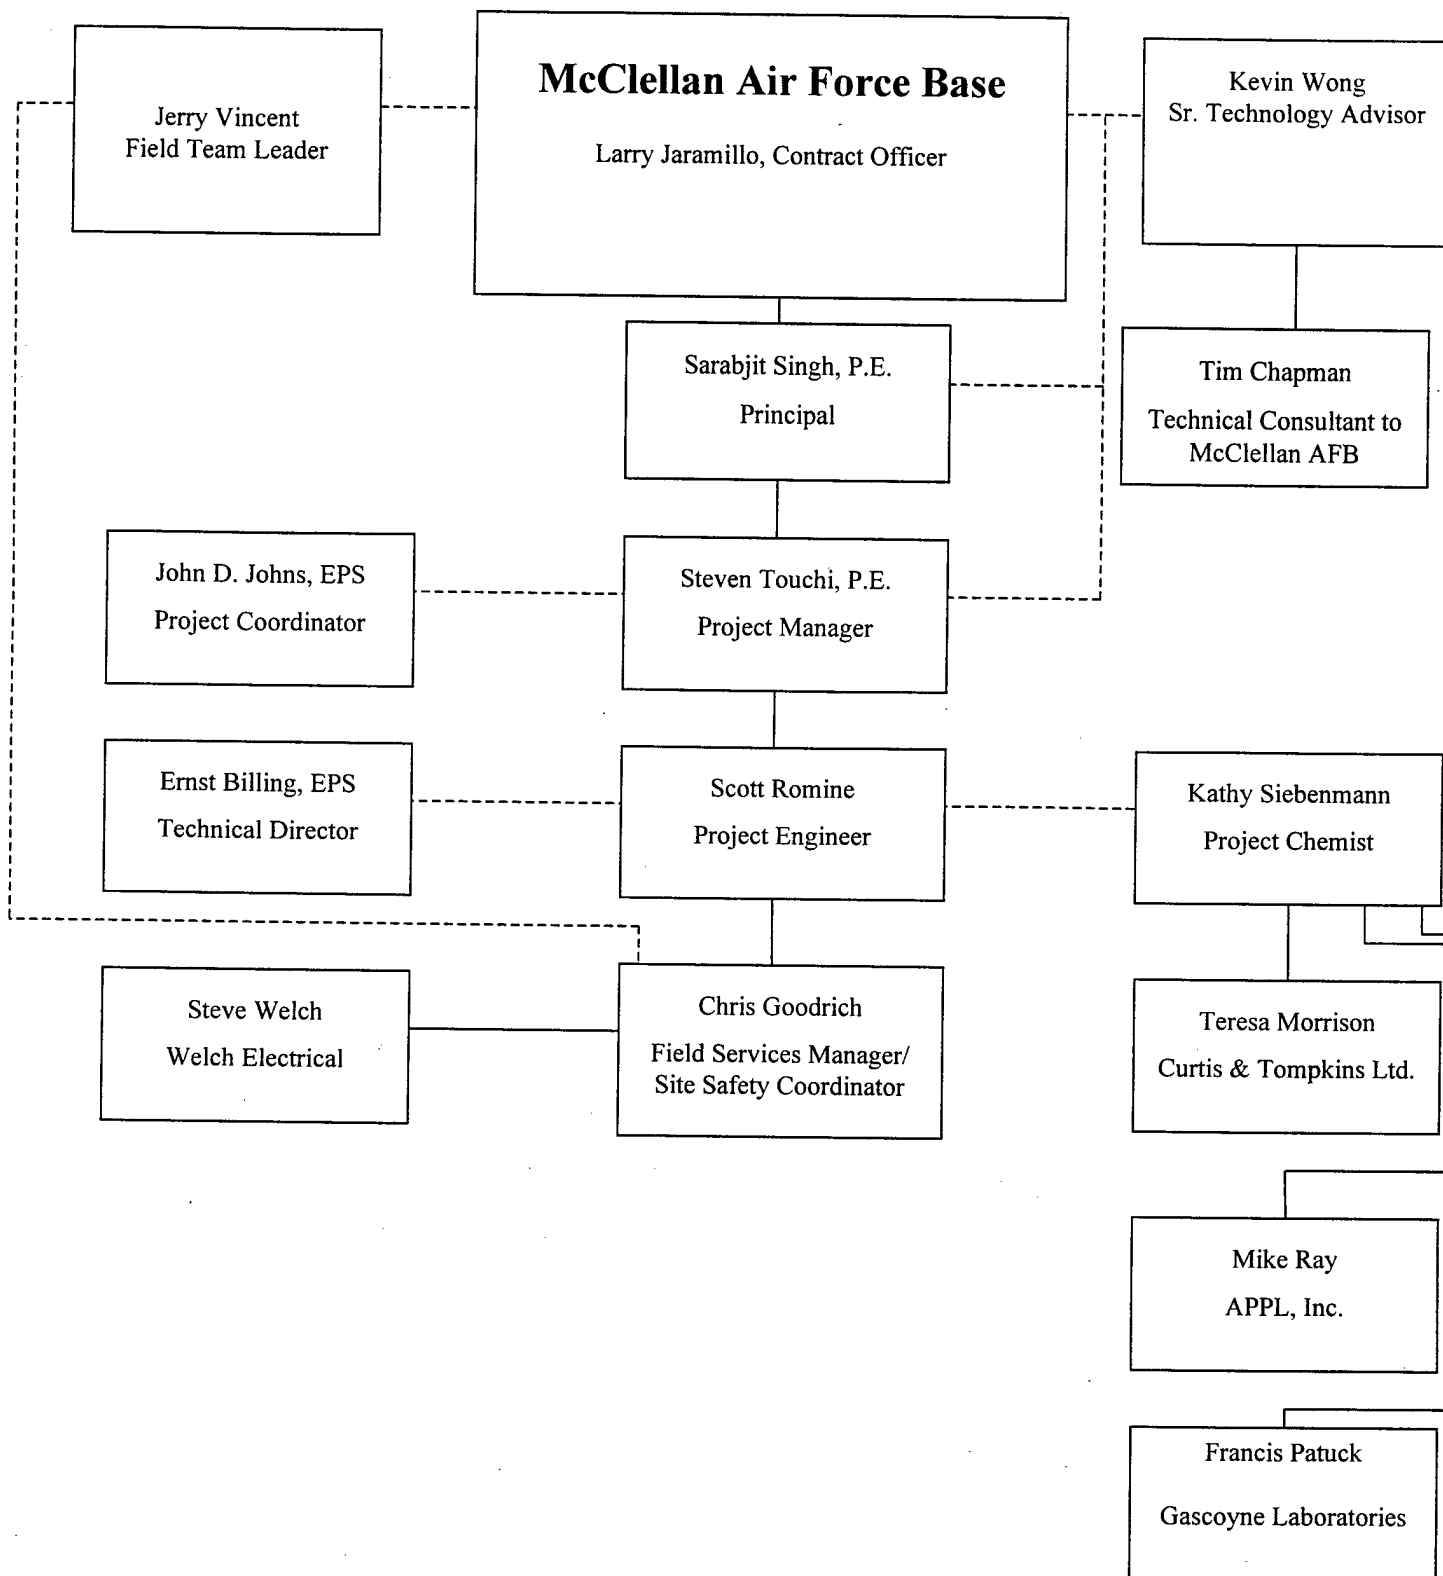 McClellan Air Force Base
Larry Jaramillo, Contract Officer
Jerry Vincent
Field Team Leader
Kevin Wong
Sr. Technology Advisor
Sarabjit Singh, P.E.
Principal
Tim Chapman
Technical Consultant to
McClellan AFB
John D. Johns, EPS
Project Coordinator
Steven Touchi, P.E.
Project Manager
Ernst Billing, EPS
Technical Director
Scott Romine
Project Engineer
Kathy Siebenmann
Project Chemist
Steve Welch
Welch Electrical
Chris Goodrich
Field Services Manager/
Site Safety Coordinator
Teresa Morrison
Curtis & Tompkins Ltd.
Mike Ray
APPL, Inc.
Francis Patuck
Gascoyne Laboratories